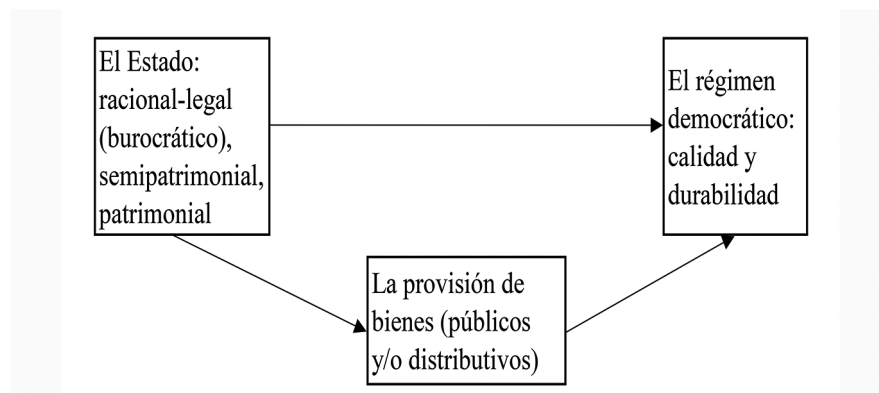 El Estado:
racional-legal
(burocrático),
semipatrimonial,
patrimonial
El régimen
democrático:
calidad y
durabilidad
La provisión de
bienes (públicos
y/o distributivos)